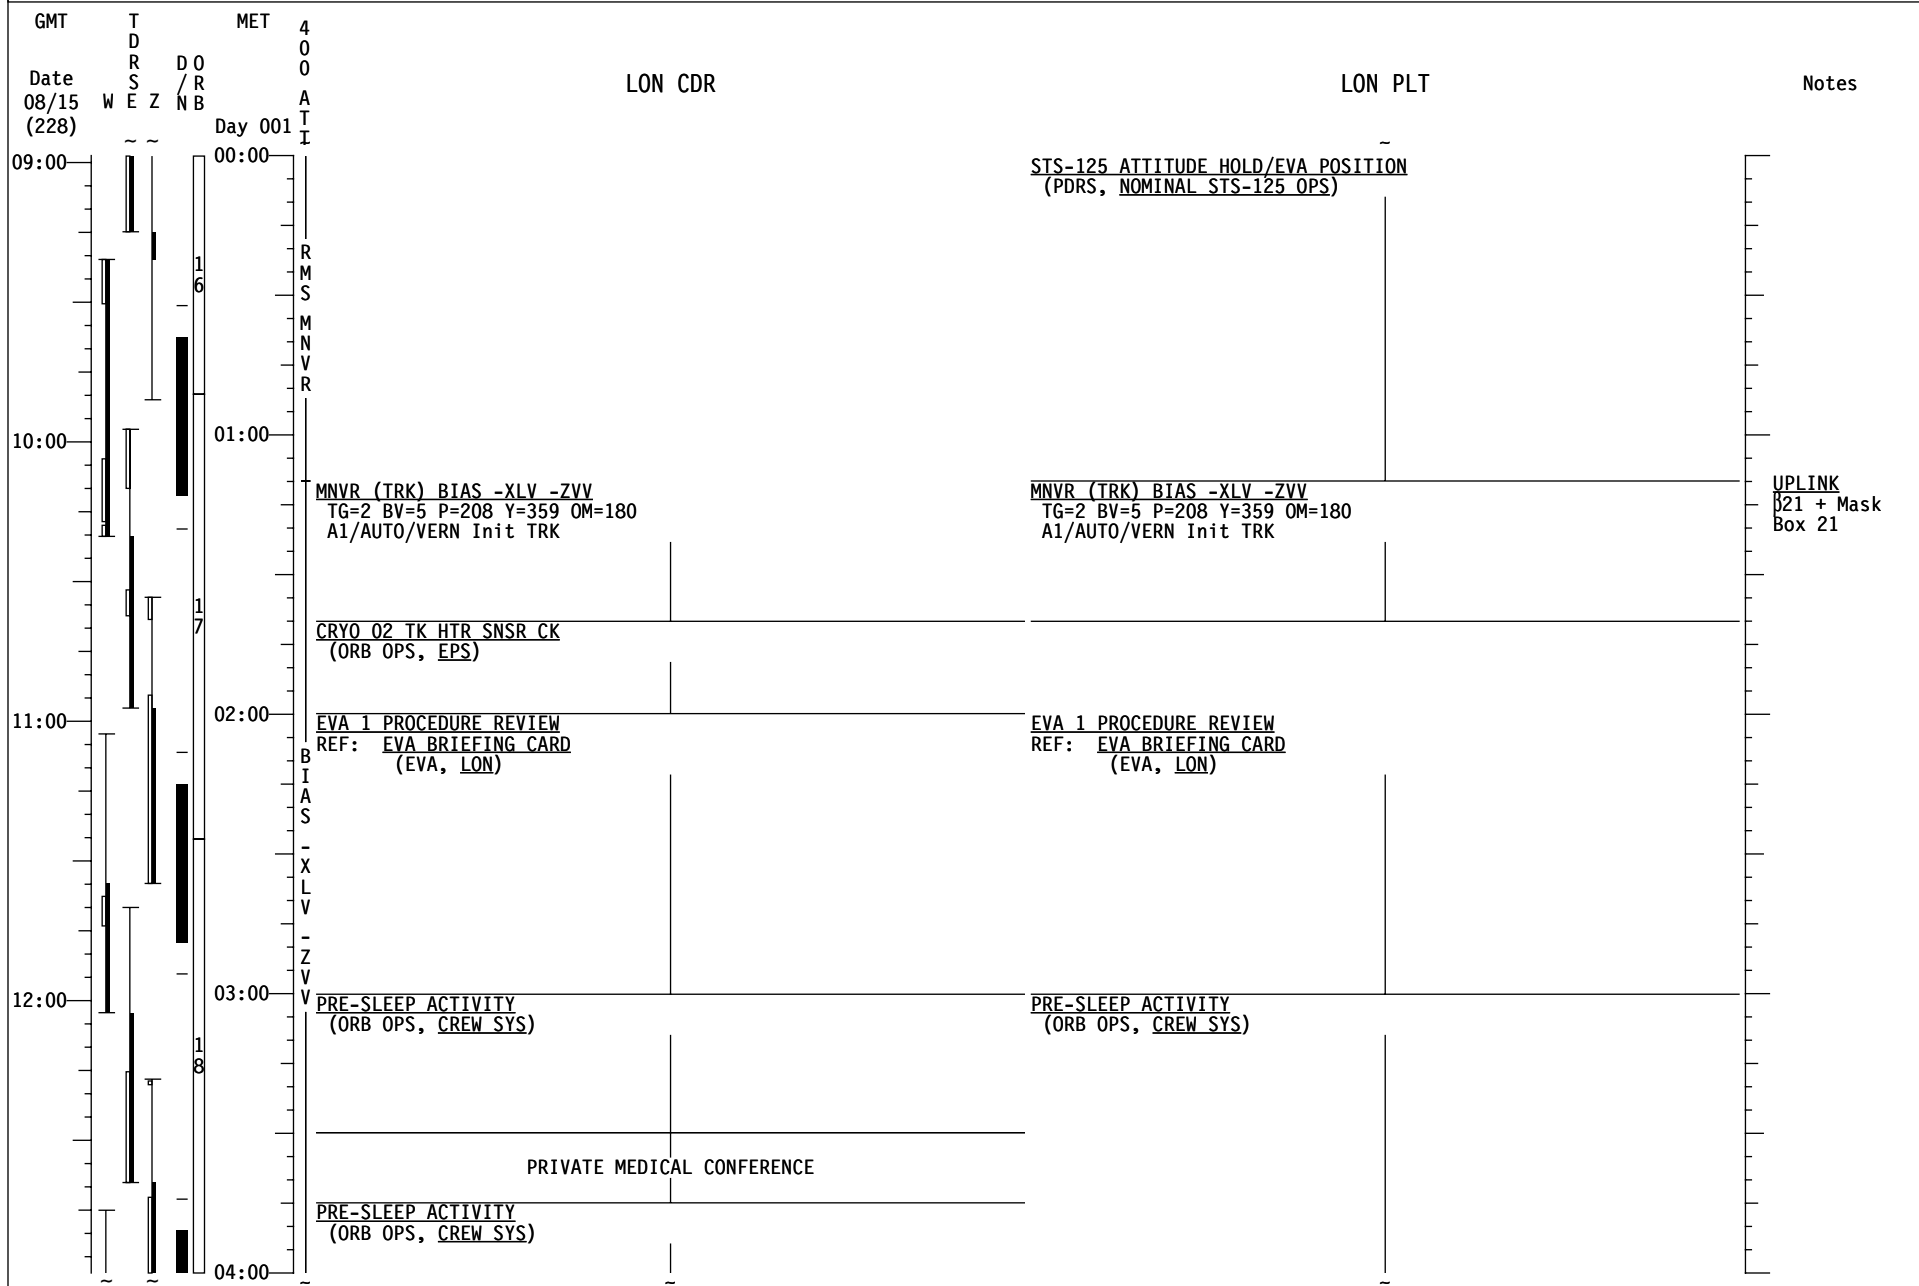 GMT
TDRS
MET
400 ATT
D/N
ORB
Date
08/15
(228)
W E Z
Day 001
LON CDR
LON PLT
Notes
~ ~ ~ ~
09:00
00:00
STS-125 ATTITUDE HOLD/EVA POSITION
(PDRS, NOMINAL STS-125 OPS)
16
RMS MNVR
10:00
01:00
MNVR (TRK) BIAS -XLV -ZVV
TG=2 BV=5 P=208 Y=359 OM=180
A1/AUTO/VERN Init TRK
MNVR (TRK) BIAS -XLV -ZVV
TG=2 BV=5 P=208 Y=359 OM=180
A1/AUTO/VERN Init TRK
UPLINK
β21 + Mask
Box 21
17
CRYO O2 TK HTR SNSR CK
(ORB OPS, EPS)
11:00
02:00
EVA 1 PROCEDURE REVIEW
REF: EVA BRIEFING CARD
(EVA, LON)
EVA 1 PROCEDURE REVIEW
REF: EVA BRIEFING CARD
(EVA, LON)
BIAS -XLV -ZVV
12:00
03:00
PRE-SLEEP ACTIVITY
(ORB OPS, CREW SYS)
PRE-SLEEP ACTIVITY
(ORB OPS, CREW SYS)
18
PRIVATE MEDICAL CONFERENCE
PRE-SLEEP ACTIVITY
(ORB OPS, CREW SYS)
04:00
~ ~ ~ ~ ~